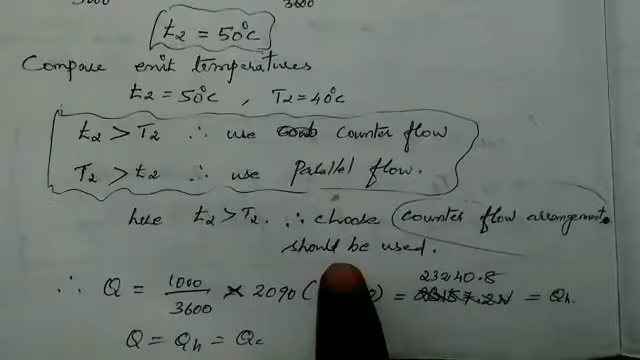 3600
t₂ = 50°c
Compare exit temperatures
t₂ = 50°c , T₂ = 40°c
t₂ > T₂ ∴ use counter flow
T₂ > t₂ ∴ use parallel flow.
here t₂ > T₂. ∴ choose counter flow arrangement
should be used.
∴ Q = 1000/3600 × 2090 ( ) = 23240.8 = Qh.
Q = Qh = Qc